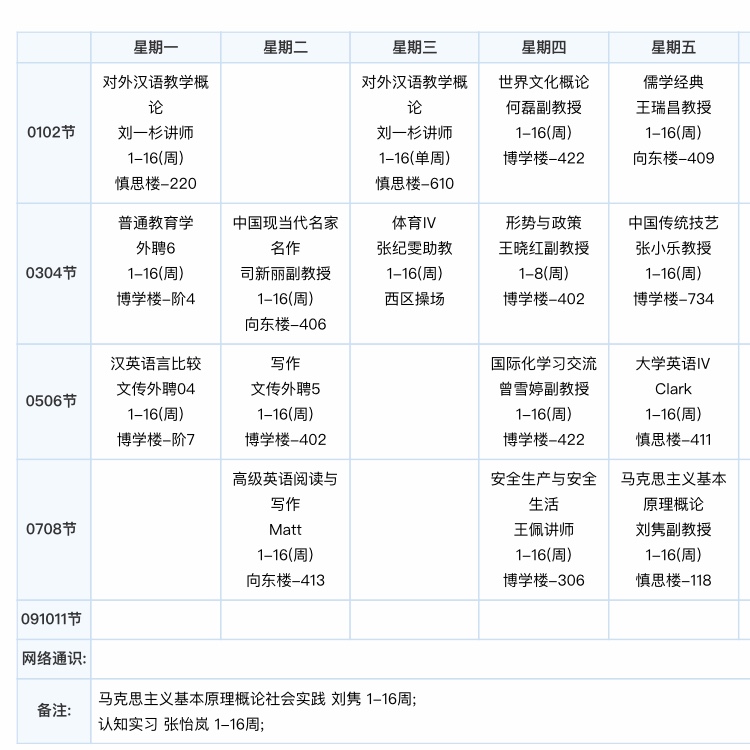 星期一 星期二 星期三 星期四 星期五
0102节
对外汉语教学概
论
刘一杉讲师
1-16(周)
慎思楼-220
对外汉语教学概
论
刘一杉讲师
1-16(单周)
慎思楼-610
世界文化概论
何磊副教授
1-16(周)
博学楼-422
儒学经典
王瑞昌教授
1-16(周)
向东楼-409
0304节
普通教育学
外聘6
1-16(周)
博学楼-阶4
中国现当代名家
名作
司新丽副教授
1-16(周)
向东楼-406
体育IV
张纪雯助教
1-16(周)
西区操场
形势与政策
王晓红副教授
1-8(周)
博学楼-402
中国传统技艺
张小乐教授
1-16(周)
博学楼-734
0506节
汉英语言比较
文传外聘04
1-16(周)
博学楼-阶7
写作
文传外聘5
1-16(周)
博学楼-402
国际化学习交流
曾雪婷副教授
1-16(周)
博学楼-422
大学英语IV
Clark
1-16(周)
慎思楼-411
0708节
高级英语阅读与
写作
Matt
1-16(周)
向东楼-413
安全生产与安全
生活
王佩讲师
1-16(周)
博学楼-306
马克思主义基本
原理概论
刘隽副教授
1-16(周)
慎思楼-118
091011节
网络通识:
备注:
马克思主义基本原理概论社会实践 刘隽 1-16周;
认知实习 张怡岚 1-16周;